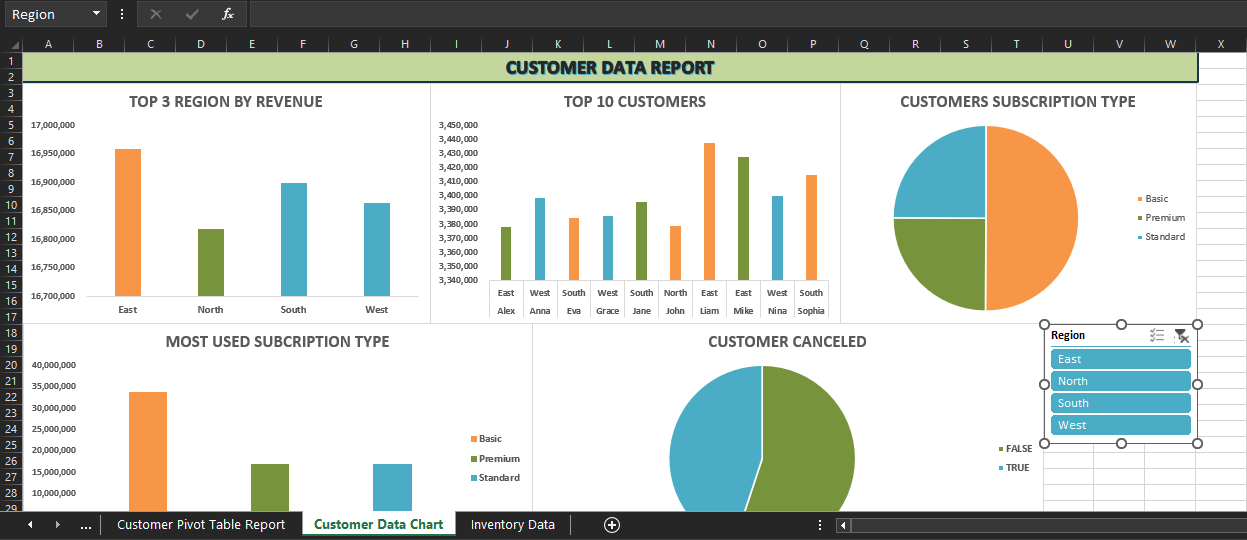 Region
fx
A B C D E F G H I J K L M N O P Q R S T U V W X
1
2
3
4
5
6
7
8
9
10
11
12
13
14
15
16
17
18
19
20
21
22
23
24
25
26
27
28
29
CUSTOMER DATA REPORT
TOP 3 REGION BY REVENUE
17,000,000
16,950,000
16,900,000
16,850,000
16,800,000
16,750,000
16,700,000
East North South West
TOP 10 CUSTOMERS
3,450,000
3,440,000
3,430,000
3,420,000
3,410,000
3,400,000
3,390,000
3,380,000
3,370,000
3,360,000
3,350,000
3,340,000
East West South West South North East East West South
Alex Anna Eva Grace Jane John Liam Mike Nina Sophia
CUSTOMERS SUBSCRIPTION TYPE
Basic
Premium
Standard
MOST USED SUBCRIPTION TYPE
40,000,000
35,000,000
30,000,000
25,000,000
20,000,000
15,000,000
10,000,000
Basic
Premium
Standard
CUSTOMER CANCELED
FALSE
TRUE
Region
East
North
South
West
... Customer Pivot Table Report Customer Data Chart Inventory Data